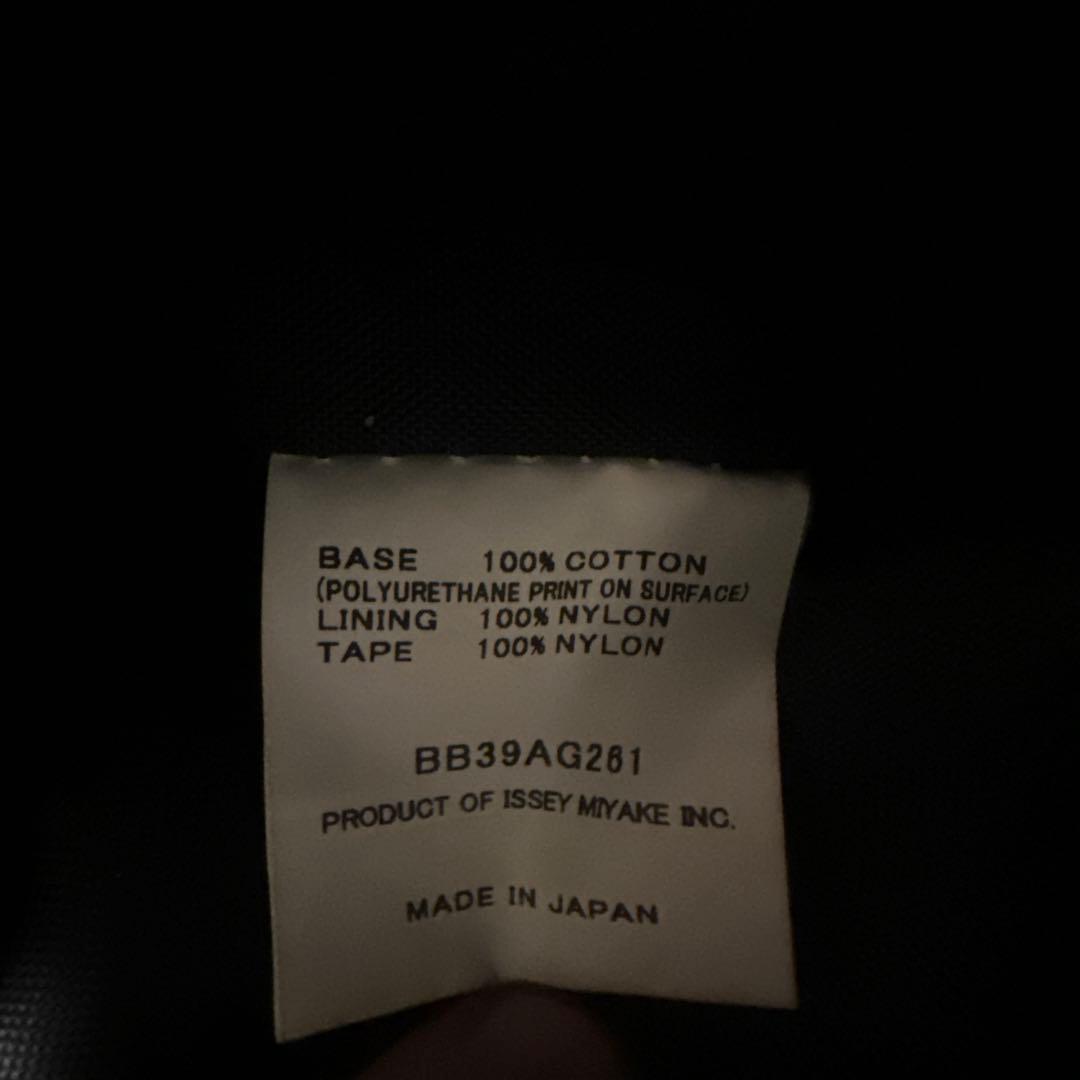 BASE 100% COTTON
(POLYURETHANE PRINT ON SURFACE)
LINING 100% NYLON
TAPE 100% NYLON
BB39AG261
PRODUCT OF ISSEY MIYAKE INC.
MADE IN JAPAN